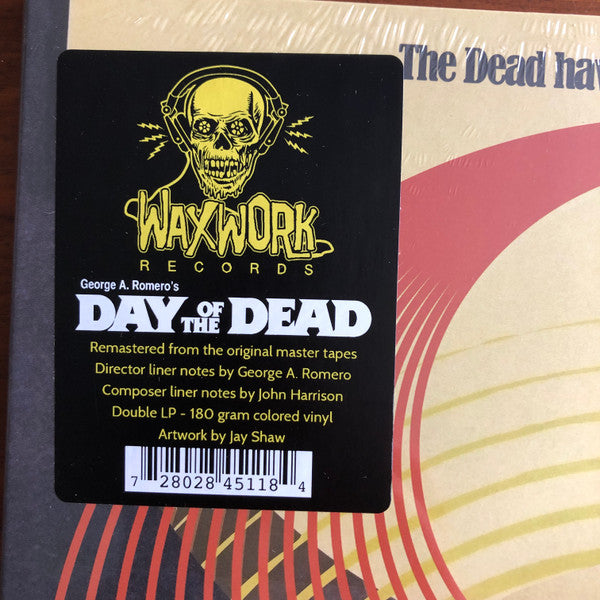 The Dead hav
WAXWORK
RECORDS
George A. Romero's
DAY OF THE DEAD
Remastered from the original master tapes
Director liner notes by George A. Romero
Composer liner notes by John Harrison
Double LP - 180 gram colored vinyl
Artwork by Jay Shaw
7 28028 45118 4